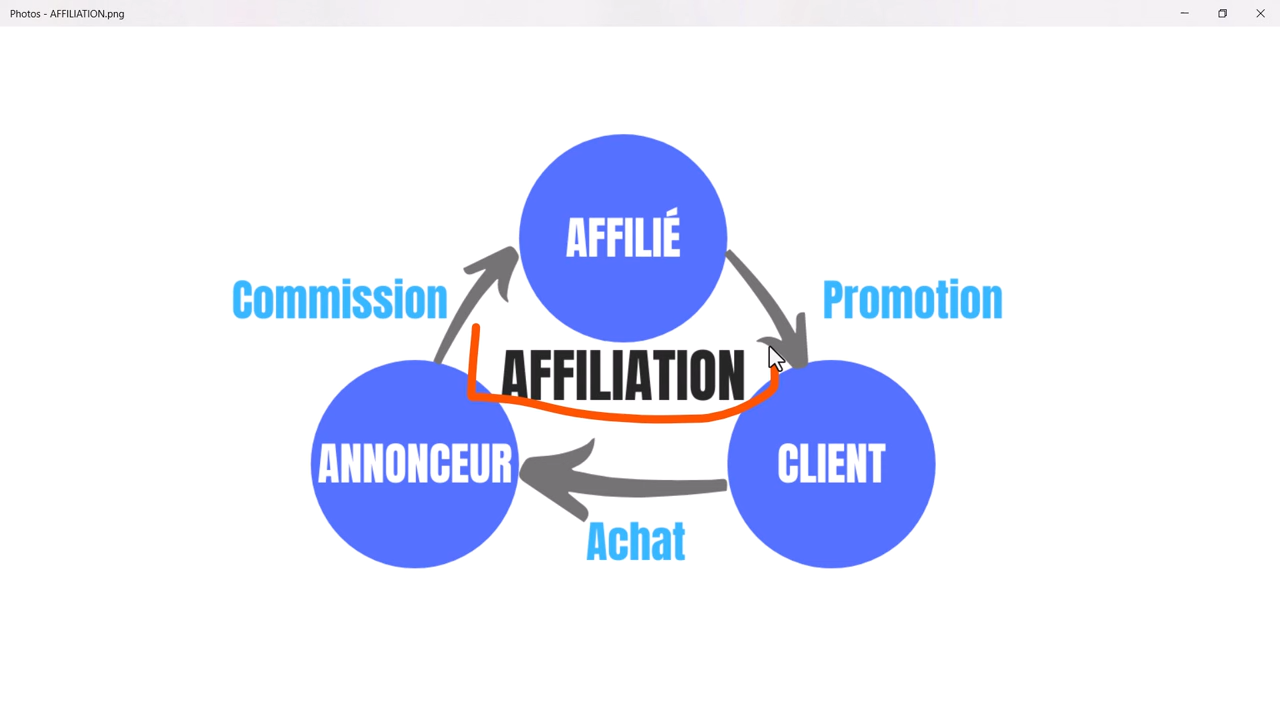 Photos - AFFILIATION.png
AFFILIÉ
Commission
Promotion
AFFILIATION
ANNONCEUR
CLIENT
Achat